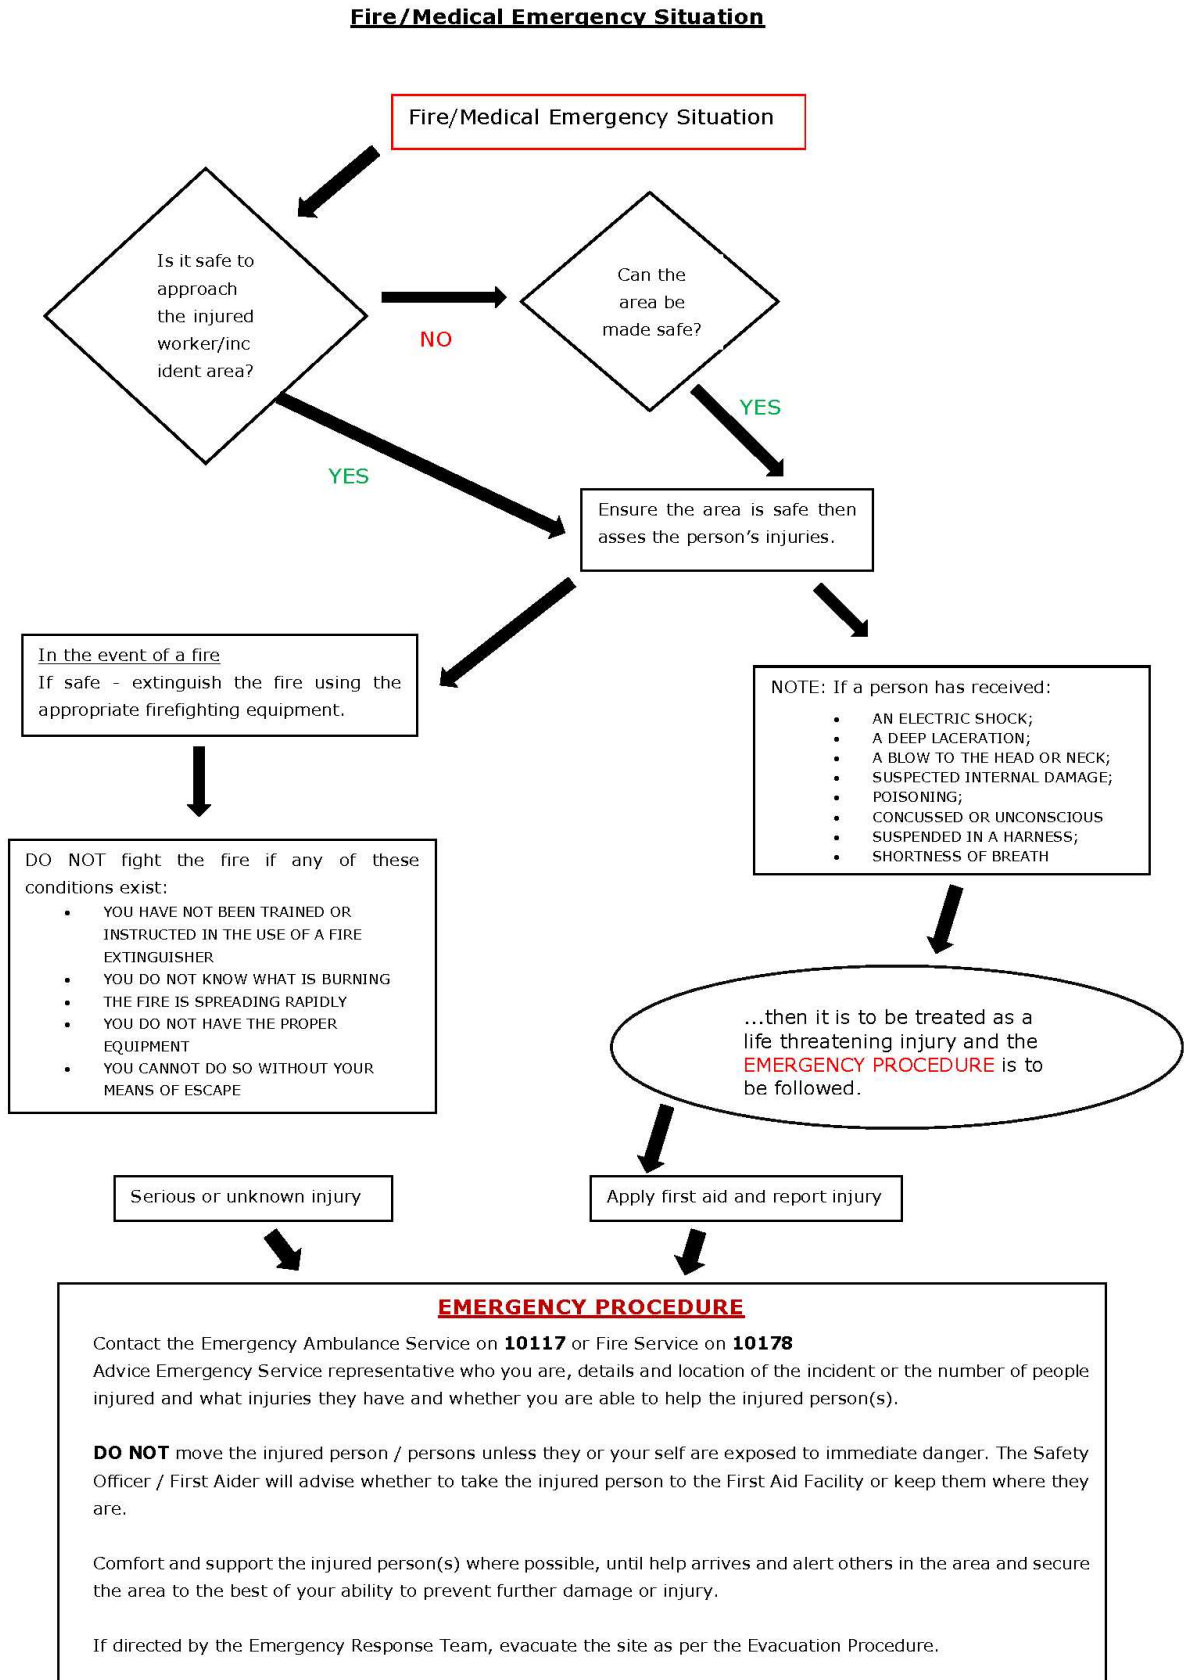 Fire/Medical Emergency Situation
Fire/Medical Emergency Situation
Is it safe to
approach
the injured
worker/inc
ident area?
NO
Can the
area be
made safe?
YES
YES
Ensure the area is safe then
asses the person's injuries.
In the event of a fire
If safe - extinguish the fire using the
appropriate firefighting equipment.
NOTE: If a person has received:
• AN ELECTRIC SHOCK;
• A DEEP LACERATION;
• A BLOW TO THE HEAD OR NECK;
• SUSPECTED INTERNAL DAMAGE;
• POISONING;
• CONCUSSED OR UNCONSCIOUS
• SUSPENDED IN A HARNESS;
• SHORTNESS OF BREATH
DO NOT fight the fire if any of these
conditions exist:
• YOU HAVE NOT BEEN TRAINED OR
INSTRUCTED IN THE USE OF A FIRE
EXTINGUISHER
• YOU DO NOT KNOW WHAT IS BURNING
• THE FIRE IS SPREADING RAPIDLY
• YOU DO NOT HAVE THE PROPER
EQUIPMENT
• YOU CANNOT DO SO WITHOUT YOUR
MEANS OF ESCAPE
...then it is to be treated as a
life threatening injury and the
EMERGENCY PROCEDURE is to
be followed.
Serious or unknown injury
Apply first aid and report injury
EMERGENCY PROCEDURE
Contact the Emergency Ambulance Service on 10117 or Fire Service on 10178
Advice Emergency Service representative who you are, details and location of the incident or the number of people
injured and what injuries they have and whether you are able to help the injured person(s).
DO NOT move the injured person / persons unless they or your self are exposed to immediate danger. The Safety
Officer / First Aider will advise whether to take the injured person to the First Aid Facility or keep them where they
are.
Comfort and support the injured person(s) where possible, until help arrives and alert others in the area and secure
the area to the best of your ability to prevent further damage or injury.
If directed by the Emergency Response Team, evacuate the site as per the Evacuation Procedure.